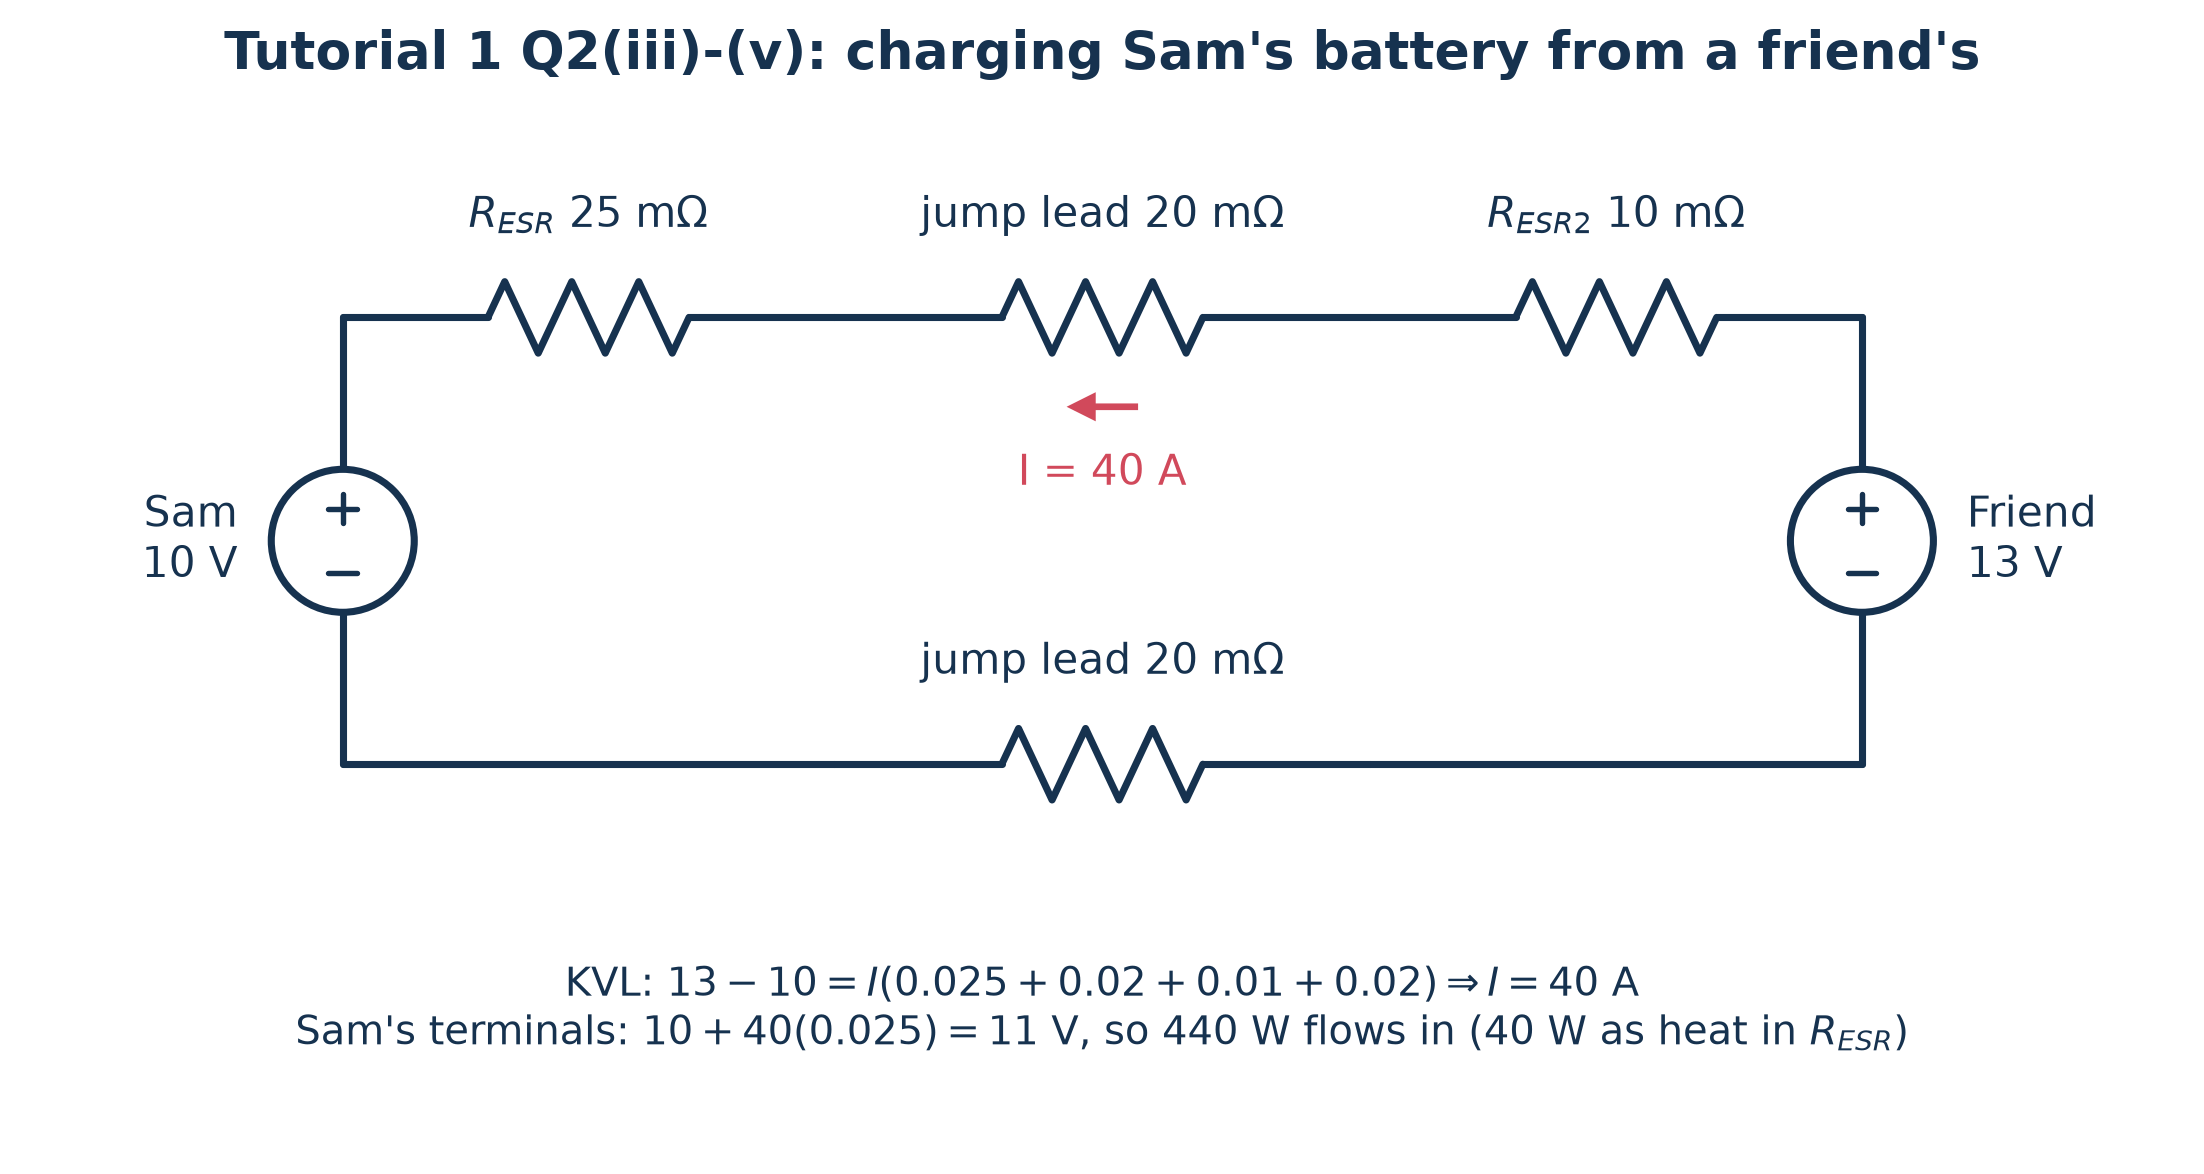 Tutorial 1 Q2(iii)-(v): charging Sam's battery from a friend's
R_ESR 25 mΩ
jump lead 20 mΩ
R_ESR2 10 mΩ
I = 40 A
Sam
10 V
+
−
+
−
Friend
13 V
jump lead 20 mΩ
KVL: 13 − 10 = I(0.025 + 0.02 + 0.01 + 0.02) ⇒ I = 40 A
Sam's terminals: 10 + 40(0.025) = 11 V, so 440 W flows in (40 W as heat in R_ESR)